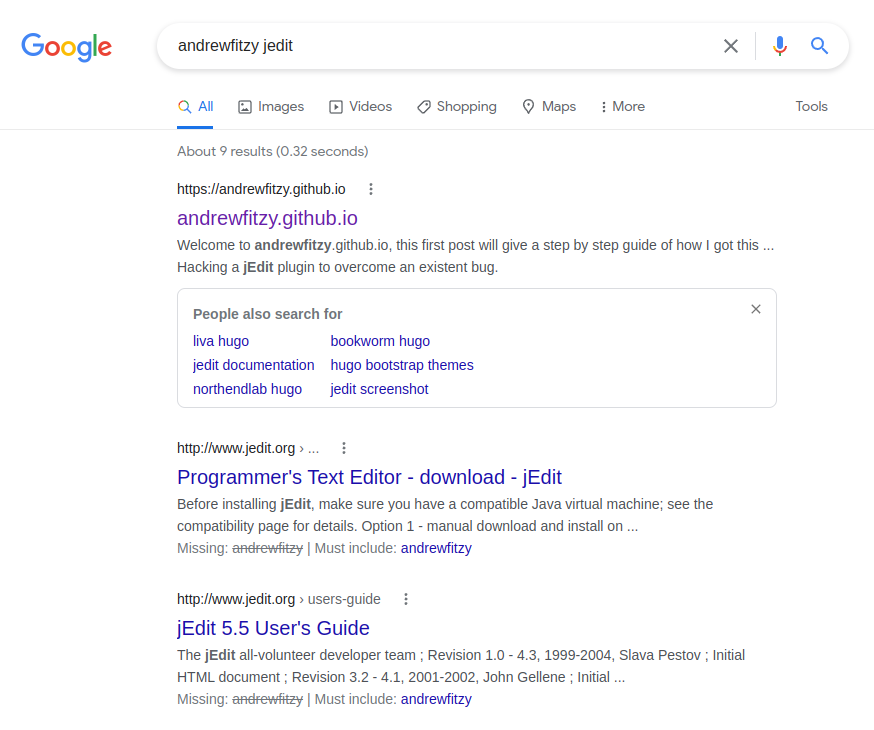 Google
andrewfitzy jedit
All Images Videos Shopping Maps More Tools
About 9 results (0.32 seconds)
https://andrewfitzy.github.io
andrewfitzy.github.io
Welcome to andrewfitzy.github.io, this first post will give a step by step guide of how I got this ...
Hacking a jEdit plugin to overcome an existent bug.
People also search for
liva hugo bookworm hugo
jedit documentation hugo bootstrap themes
northendlab hugo jedit screenshot
http://www.jedit.org › ...
Programmer's Text Editor - download - jEdit
Before installing jEdit, make sure you have a compatible Java virtual machine; see the
compatibility page for details. Option 1 - manual download and install on ...
Missing: andrewfitzy | Must include: andrewfitzy
http://www.jedit.org › users-guide
jEdit 5.5 User's Guide
The jEdit all-volunteer developer team ; Revision 1.0 - 4.3, 1999-2004, Slava Pestov ; Initial
HTML document ; Revision 3.2 - 4.1, 2001-2002, John Gellene ; Initial ...
Missing: andrewfitzy | Must include: andrewfitzy